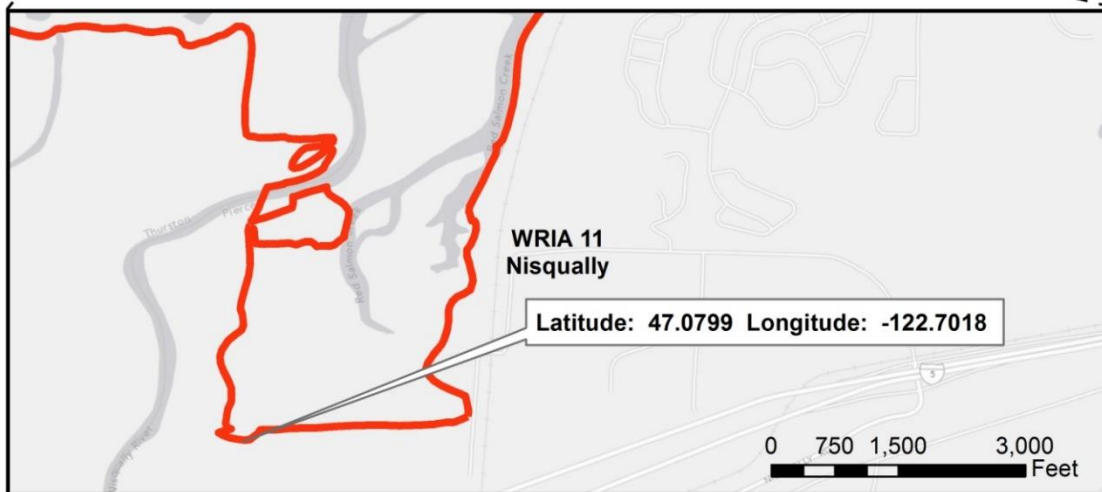 Red Salmon Creek
Thurston
Pierce
WRIA 11
Nisqually
Red Salmon Creek
Latitude: 47.0799 Longitude: -122.7018
5
0 750 1,500 3,000
Feet
Nisqually River